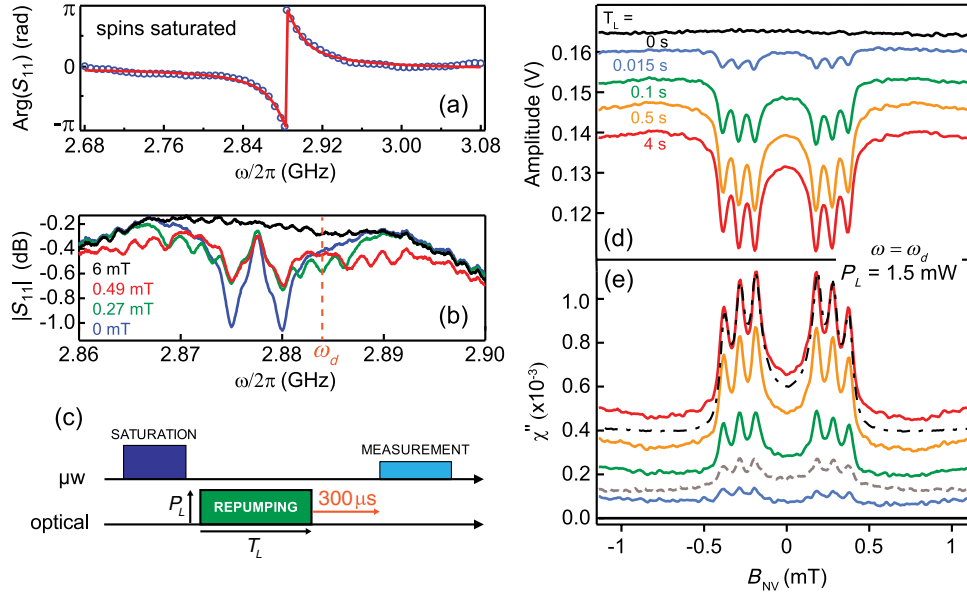 π
0
-π
Arg(S11) (rad)
spins saturated
(a)
2.68
2.76
2.84
2.92
3.00
3.08
ω/2π (GHz)
-0.2
-0.4
-0.6
-0.8
-1.0
|S11| (dB)
6 mT
0.49 mT
0.27 mT
0 mT
(b)
ωd
2.86
2.87
2.88
2.89
2.90
ω/2π (GHz)
(c)
SATURATION
MEASUREMENT
μw
PL
REPUMPING
300 μs
optical
TL
TL =
0 s
0.015 s
0.1 s
0.5 s
4 s
0.16
0.15
0.14
0.13
0.12
Amplitude (V)
(d)
(e)
ω = ωd
PL = 1.5 mW
1.0
0.8
0.6
0.4
0.2
0.0
χ'' (x10-3)
-1
-0.5
0
0.5
1
BNV (mT)